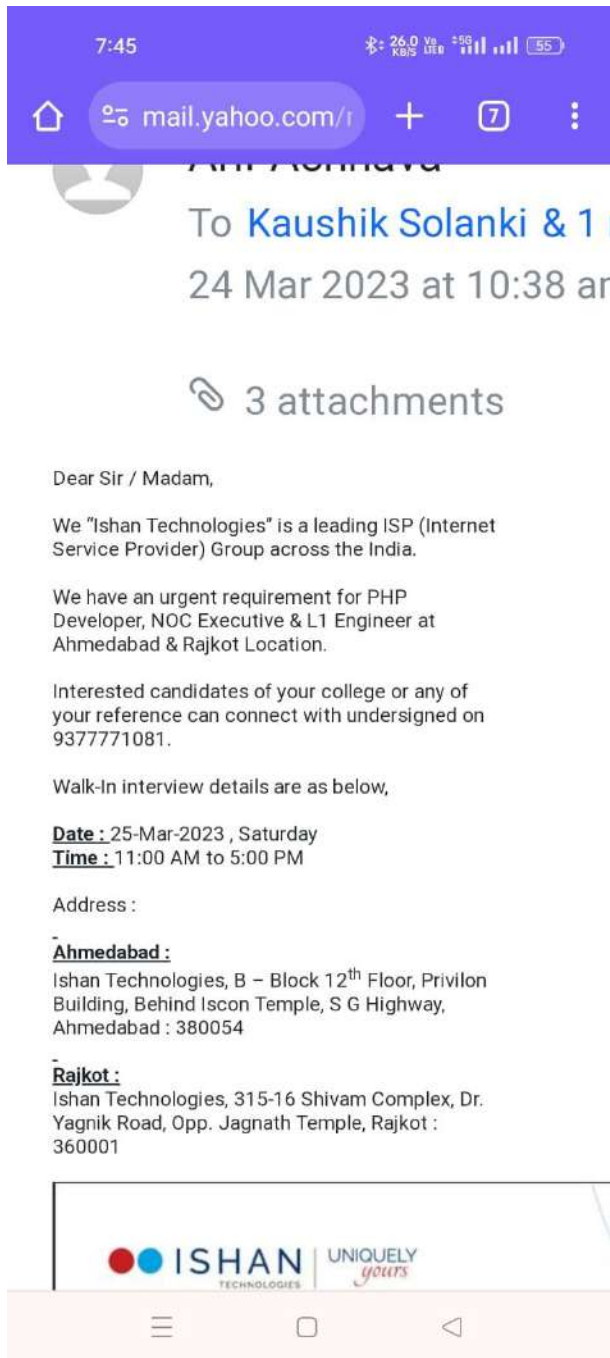 7:45
26.0 KB/S 5G 55
mail.yahoo.com/
7
To Kaushik Solanki & 1
24 Mar 2023 at 10:38 am
3 attachments
Dear Sir / Madam,
We “Ishan Technologies” is a leading ISP (Internet
Service Provider) Group across the India.
We have an urgent requirement for PHP
Developer, NOC Executive & L1 Engineer at
Ahmedabad & Rajkot Location.
Interested candidates of your college or any of
your reference can connect with undersigned on
9377771081.
Walk-In interview details are as below,
Date : 25-Mar-2023 , Saturday
Time : 11:00 AM to 5:00 PM
Address :
Ahmedabad :
Ishan Technologies, B – Block 12th Floor, Privilon
Building, Behind Iscon Temple, S G Highway,
Ahmedabad : 380054
Rajkot :
Ishan Technologies, 315-16 Shivam Complex, Dr.
Yagnik Road, Opp. Jagnath Temple, Rajkot :
360001
ISHAN UNIQUELY
TECHNOLOGIES yours